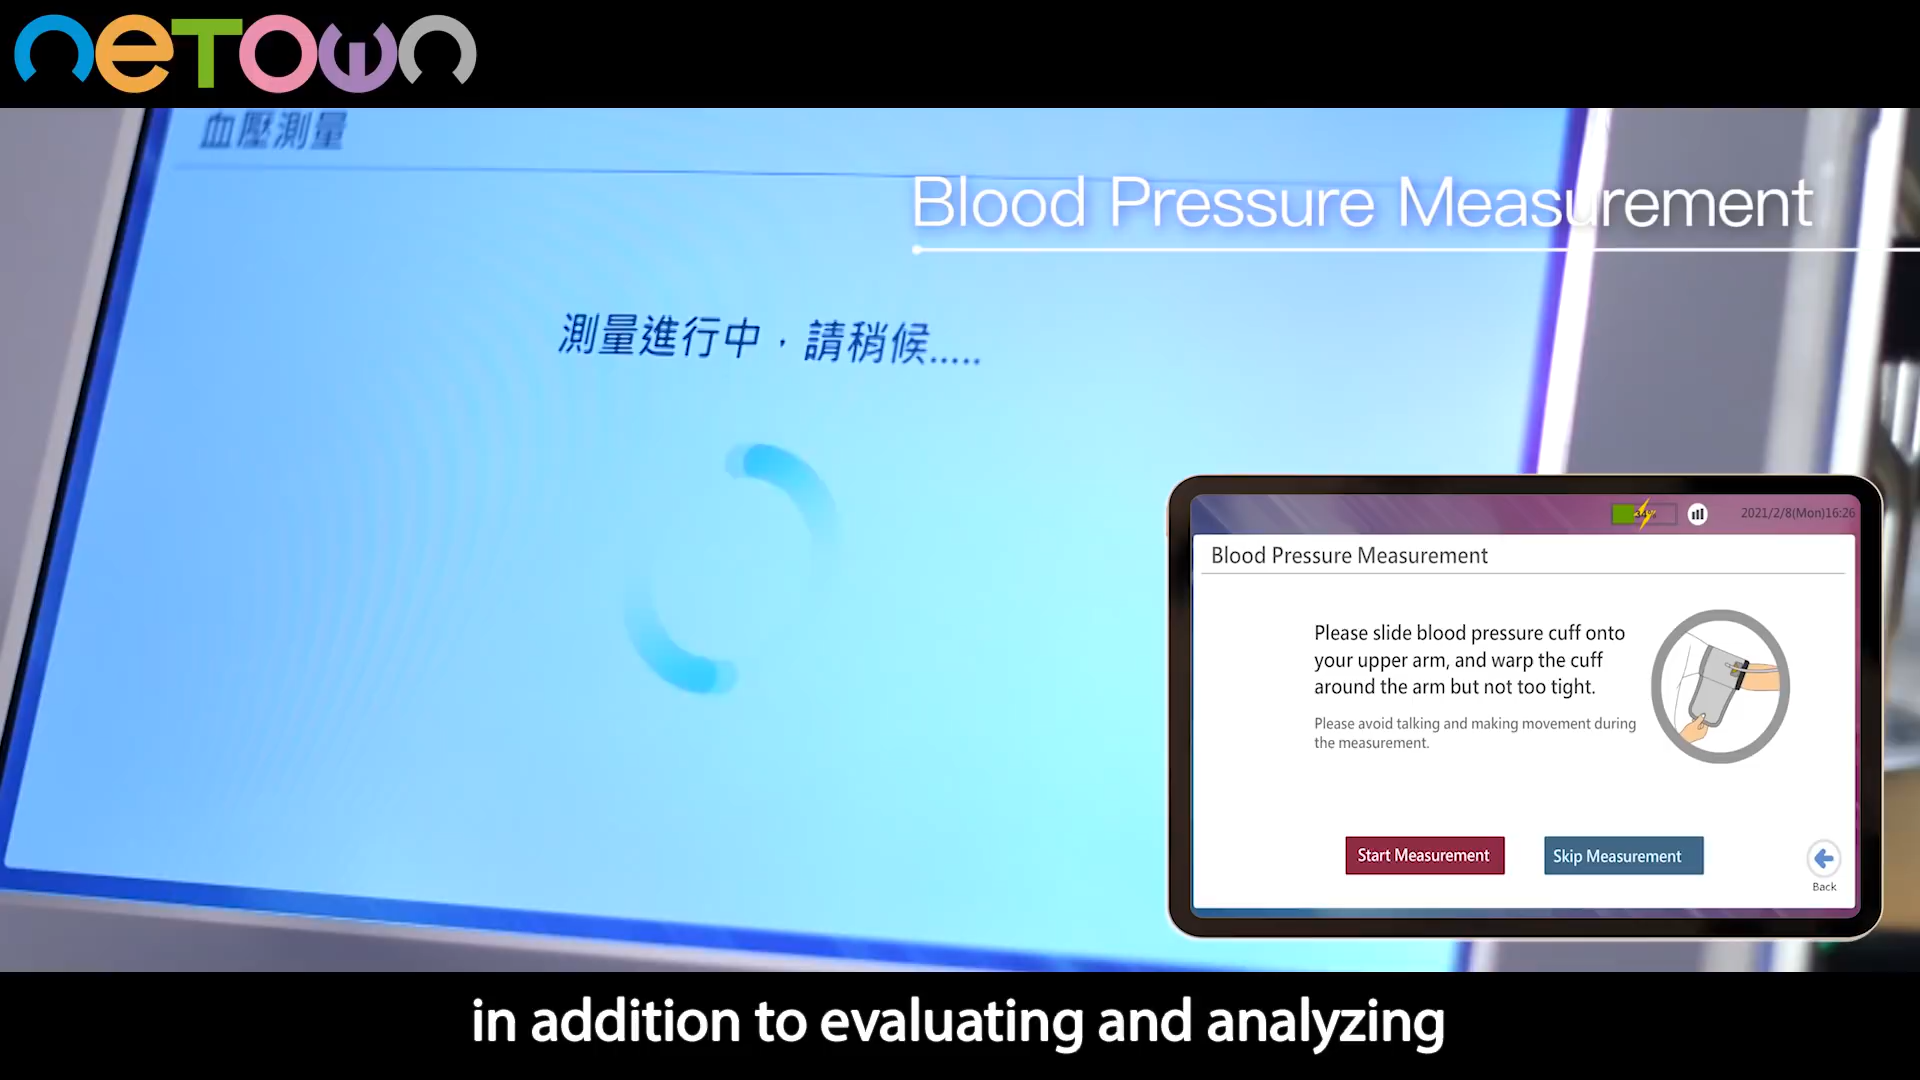 neTown
血壓測量
Blood Pressure Measurement
測量進行中，請稍候.....
2021/2/8(Mon)16:26
Blood Pressure Measurement
Please slide blood pressure cuff onto
your upper arm, and warp the cuff
around the arm but not too tight.
Please avoid talking and making movement during
the measurement.
Start Measurement
Skip Measurement
Back
in addition to evaluating and analyzing